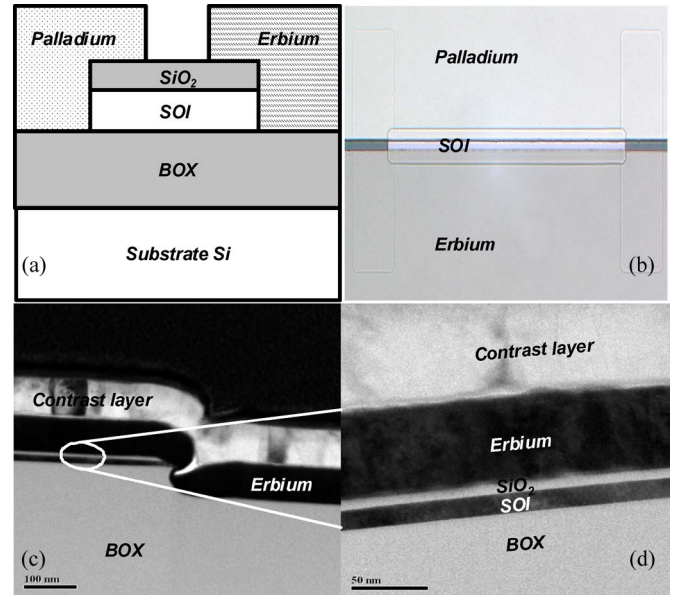 Palladium
Erbium
SiO2
SOI
BOX
Substrate Si
(a)
Palladium
SOI
Erbium
(b)
Contrast layer
Erbium
BOX
(c)
100 nm
Contrast layer
Erbium
SiO2
SOI
BOX
(d)
50 nm